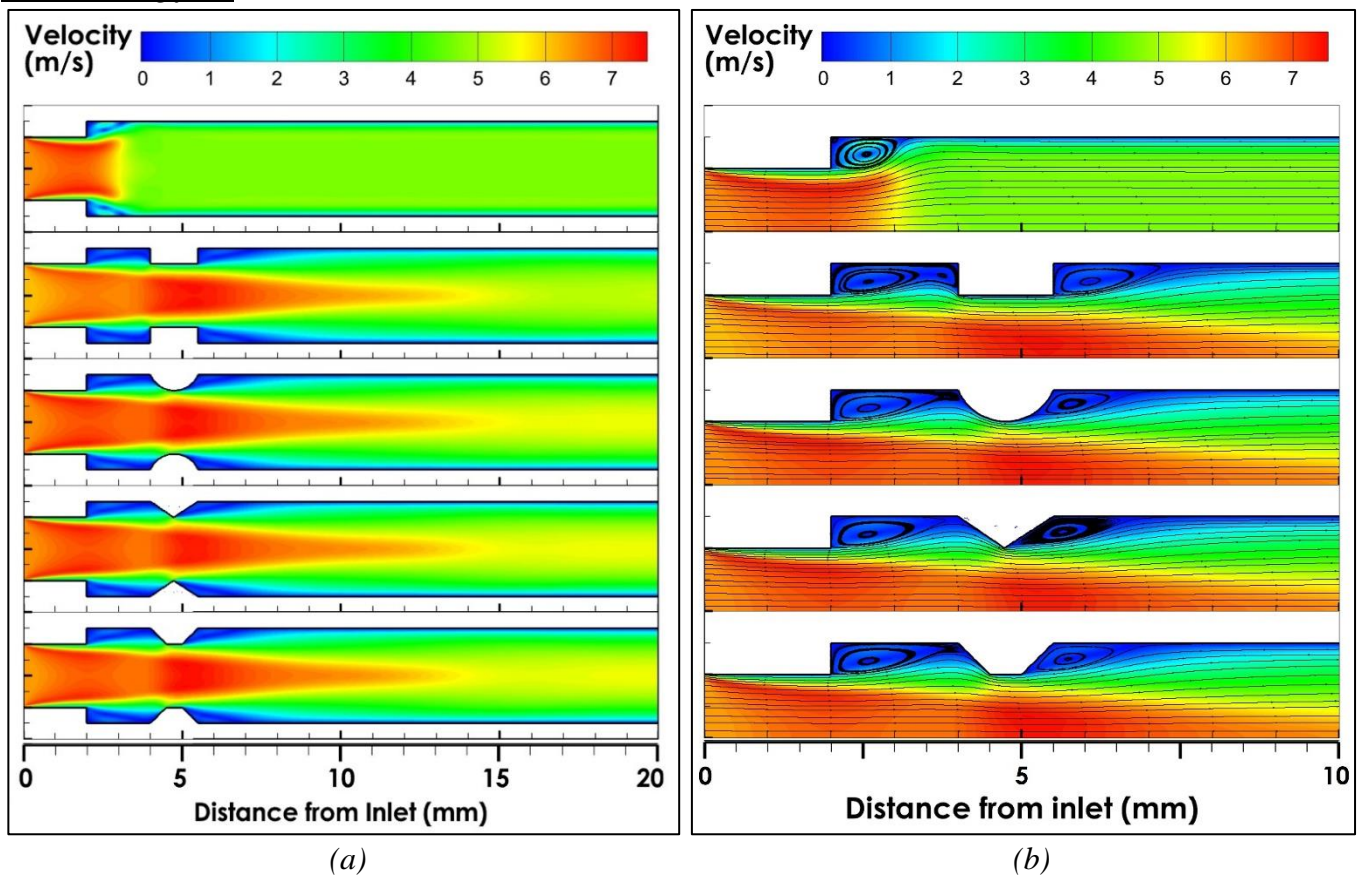 Velocity
(m/s)
0 1 2 3 4 5 6 7
0 5 10 15 20
Distance from Inlet (mm)
(a)
Velocity
(m/s)
0 1 2 3 4 5 6 7
0 5 10
Distance from inlet (mm)
(b)